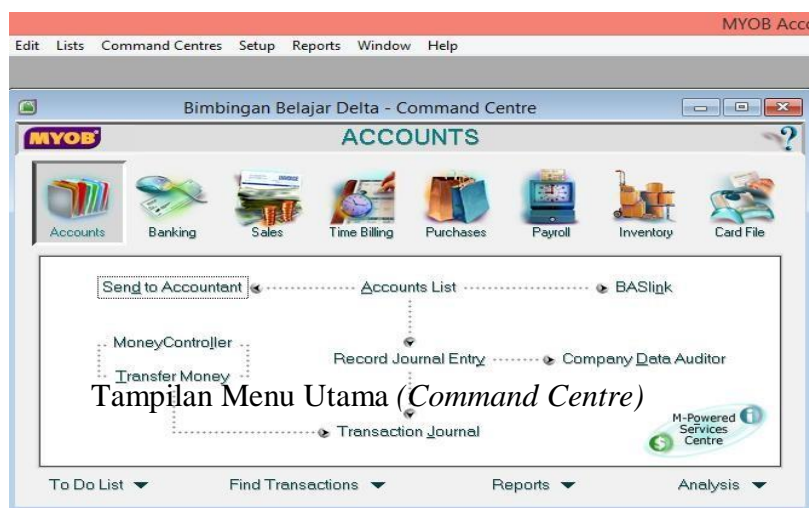 MYOB Acco
Edit Lists Command Centres Setup Reports Window Help
Bimbingan Belajar Delta - Command Centre
MYOB ACCOUNTS ?
Accounts Banking Sales Time Billing Purchases Payroll Inventory Card File
Send to Accountant Accounts List BASlink
MoneyController
Record Journal Entry Company Data Auditor
Transfer Money
Tampilan Menu Utama (Command Centre)
M-Powered
Services
Centre
Transaction Journal
To Do List Find Transactions Reports Analysis